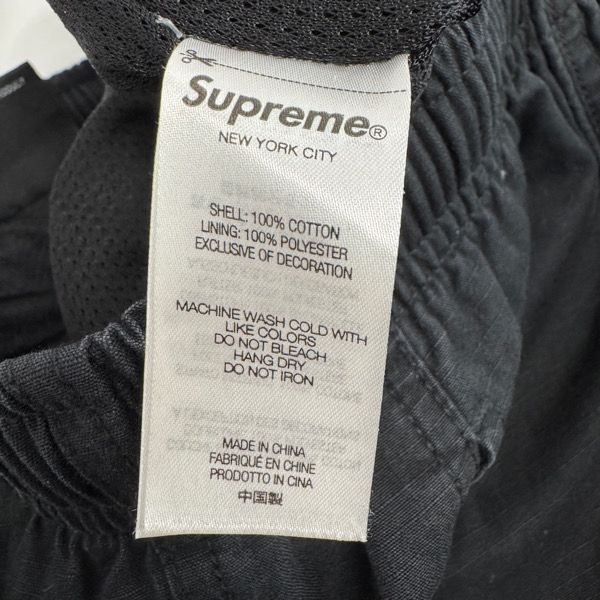 Supreme®
NEW YORK CITY
SHELL: 100% COTTON
LINING: 100% POLYESTER
EXCLUSIVE OF DECORATION
MACHINE WASH COLD WITH
LIKE COLORS
DO NOT BLEACH
HANG DRY
DO NOT IRON
MADE IN CHINA
FABRIQUÉ EN CHINE
PRODOTTO IN CINA
中国製